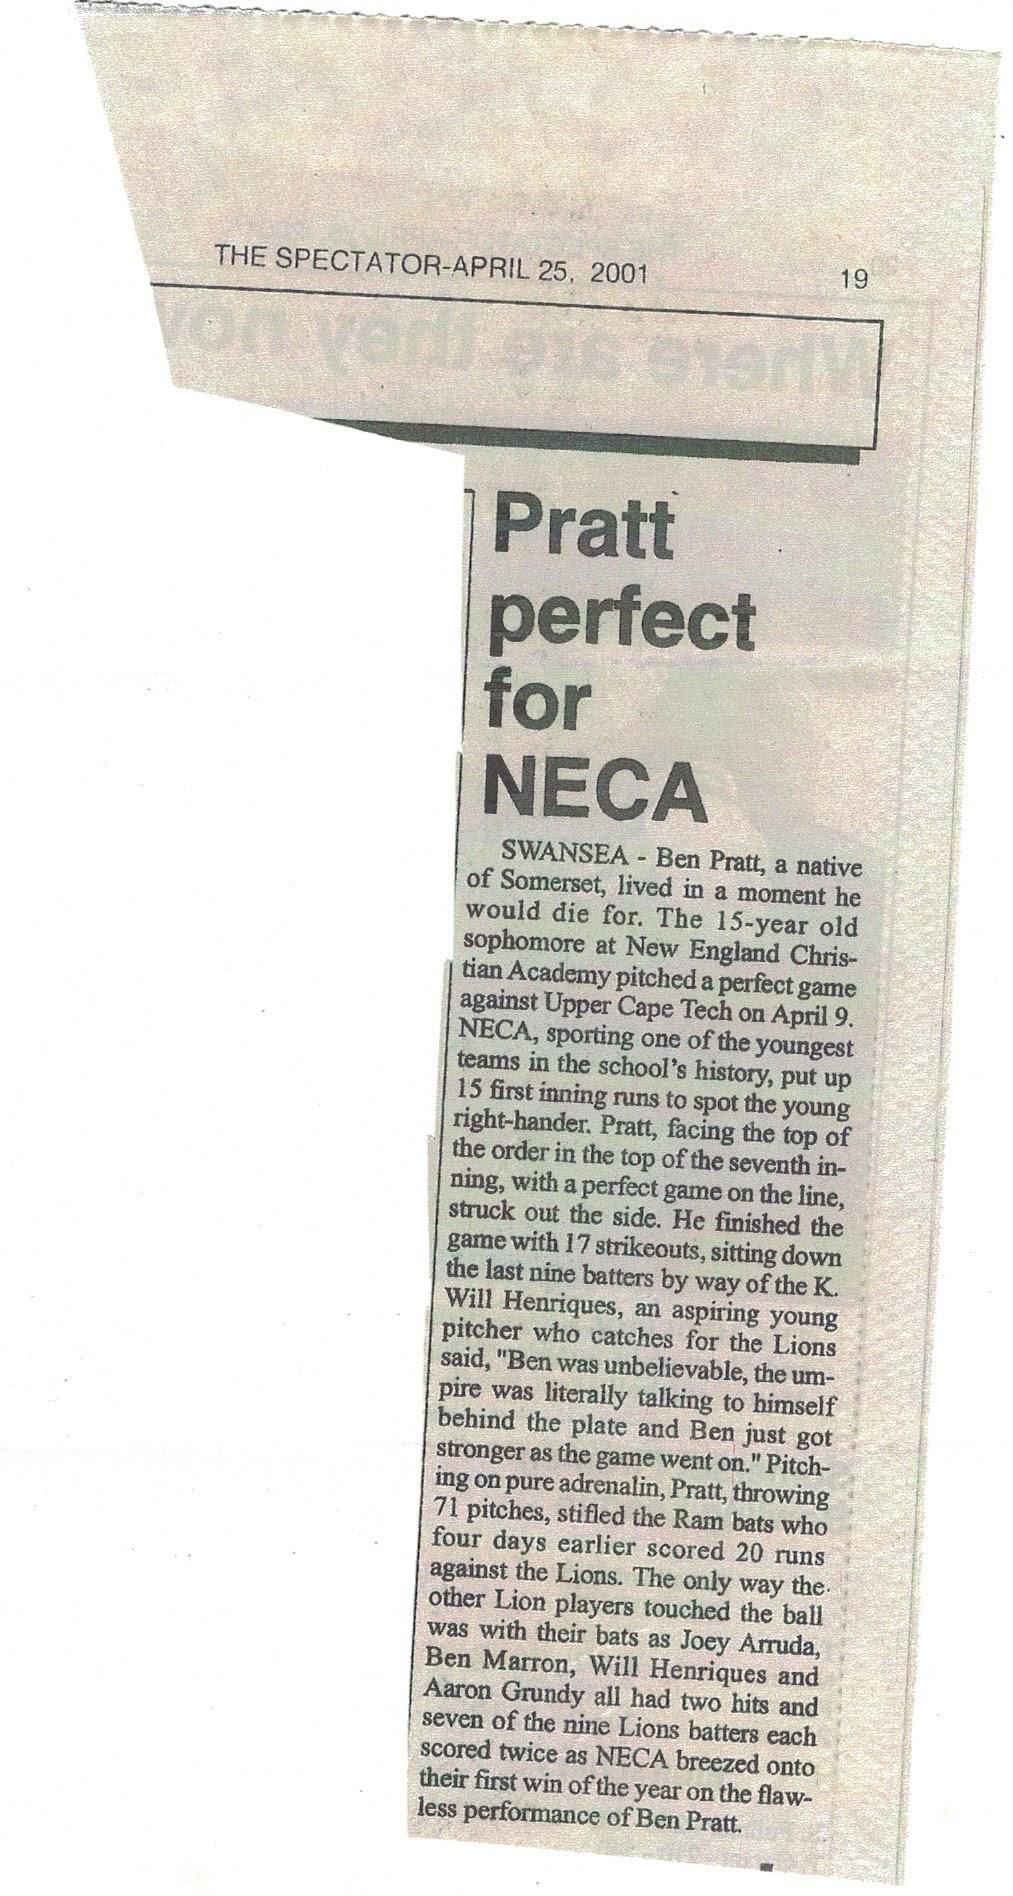 THE SPECTATOR-APRIL 25, 2001 19
Pratt
perfect
for
NECA
SWANSEA - Ben Pratt, a native
of Somerset, lived in a moment he
would die for. The 15-year old
sophomore at New England Chris-
tian Academy pitched a perfect game
against Upper Cape Tech on April 9.
NECA, sporting one of the youngest
teams in the school's history, put up
15 first inning runs to spot the young
right-hander. Pratt, facing the top of
the order in the top of the seventh in-
ning, with a perfect game on the line,
struck out the side. He finished the
game with 17 strikeouts, sitting down
the last nine batters by way of the K.
Will Henriques, an aspiring young
pitcher who catches for the Lions
said, "Ben was unbelievable, the um-
pire was literally talking to himself
behind the plate and Ben just got
stronger as the game went on." Pitch-
ing on pure adrenalin, Pratt, throwing
71 pitches, stifled the Ram bats who
four days earlier scored 20 runs
against the Lions. The only way the
other Lion players touched the ball
was with their bats as Joey Arruda,
Ben Marron, Will Henriques and
Aaron Grundy all had two hits and
seven of the nine Lions batters each
scored twice as NECA breezed onto
their first win of the year on the flaw-
less performance of Ben Pratt.